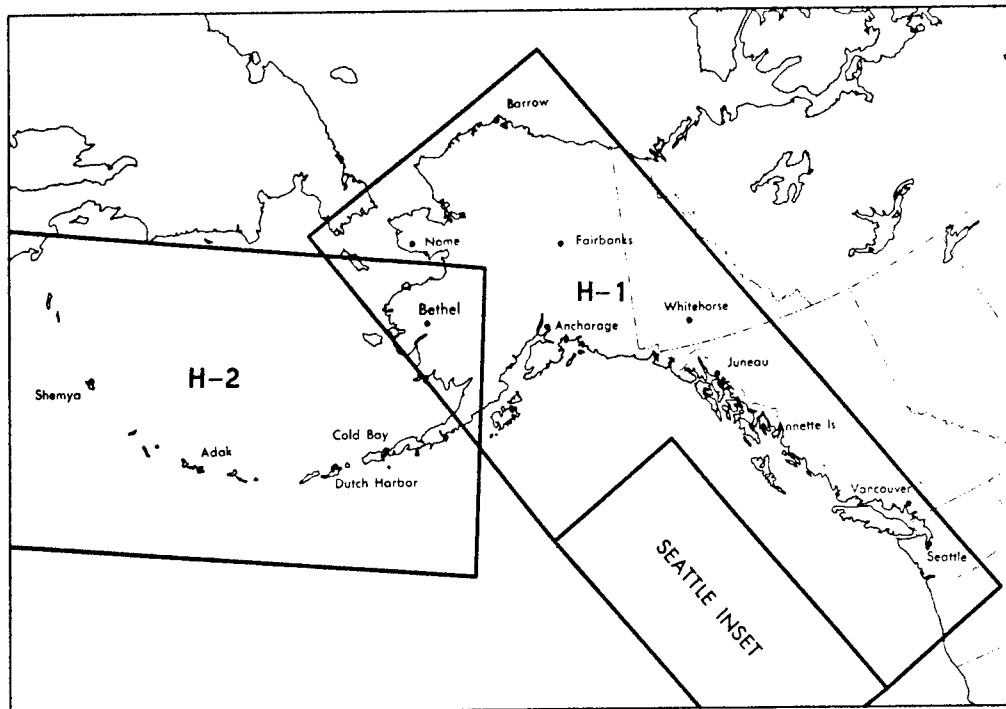 Barrow
Nome
Fairbanks
H-1
Whitehorse
Bethel
Anchorage
Juneau
H-2
Shemya
Annette Is
Cold Bay
Adak
Dutch Harbor
Vancouver
Seattle
SEATTLE INSET